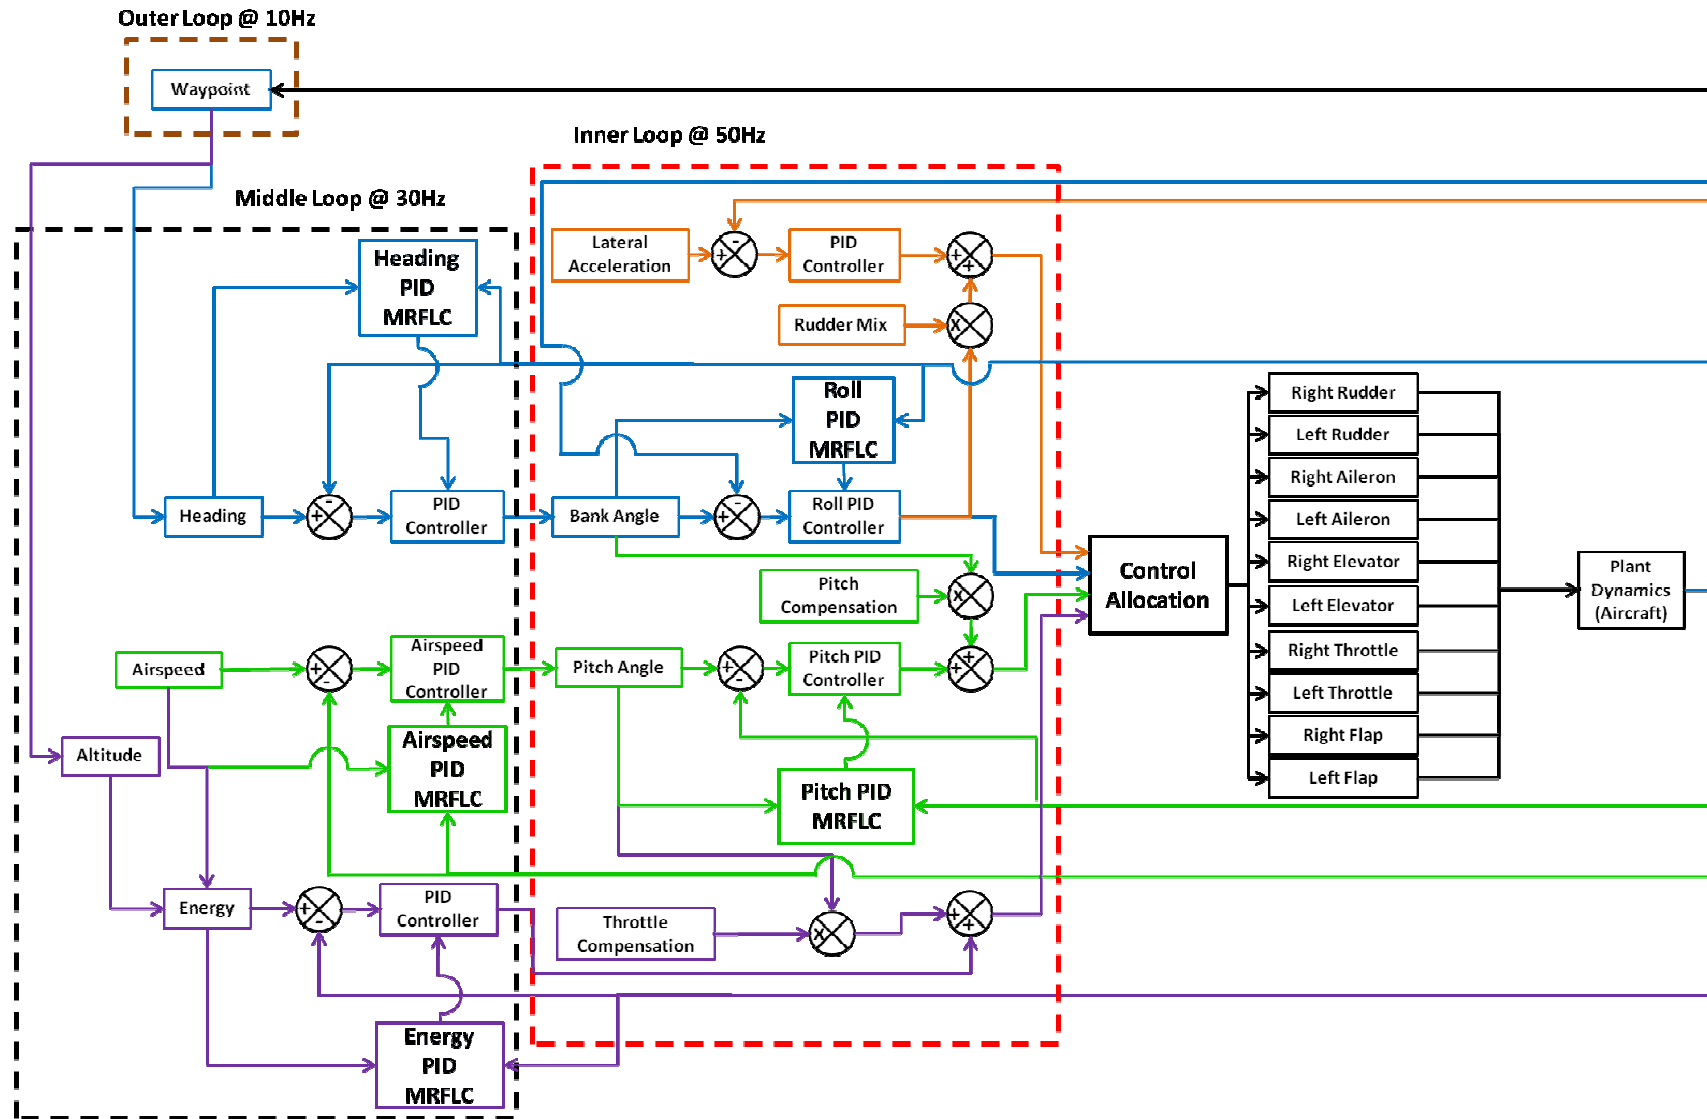 Outer Loop @ 10Hz
Waypoint
Inner Loop @ 50Hz
Middle Loop @ 30Hz
Heading
PID
MRFLC
Lateral
Acceleration
-
+
PID
Controller
+
+
Rudder Mix
x
Roll
PID
MRFLC
Heading
-
+
PID
Controller
Bank Angle
-
+
Roll PID
Controller
Pitch
Compensation
x
Control
Allocation
Right Rudder
Left Rudder
Right Aileron
Left Aileron
Right Elevator
Left Elevator
Right Throttle
Left Throttle
Right Flap
Left Flap
Plant
Dynamics
(Aircraft)
Airspeed
+
-
Airspeed
PID
Controller
Pitch Angle
+
-
Pitch PID
Controller
+
+
Altitude
Airspeed
PID
MRFLC
Pitch PID
MRFLC
Energy
+
-
PID
Controller
Throttle
Compensation
x
+
+
Energy
PID
MRFLC